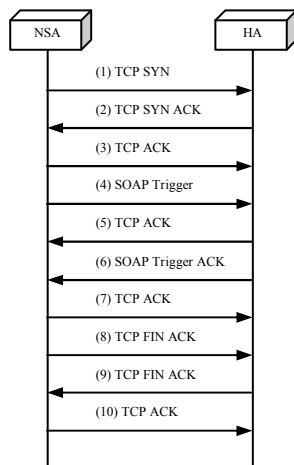 NSA
HA
(1) TCP SYN
(2) TCP SYN ACK
(3) TCP ACK
(4) SOAP Trigger
(5) TCP ACK
(6) SOAP Trigger ACK
(7) TCP ACK
(8) TCP FIN ACK
(9) TCP FIN ACK
(10) TCP ACK